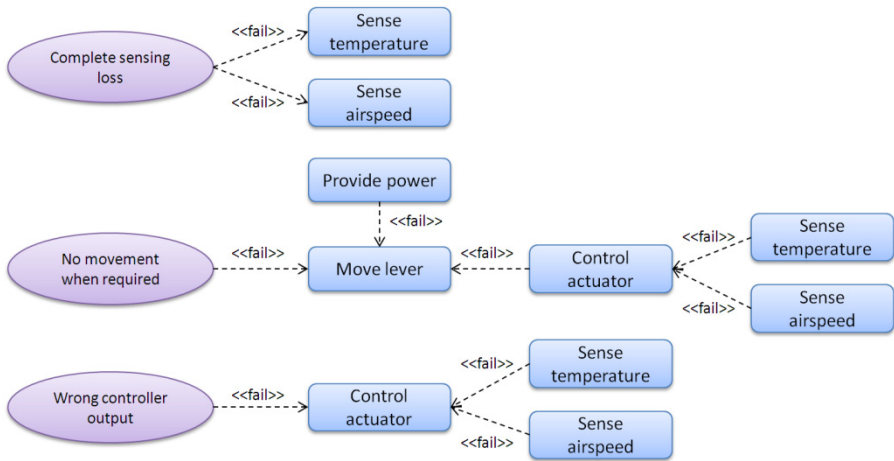 <<fail>>
Sense
temperature
Complete sensing
loss
<<fail>>
Sense
airspeed
Provide power
<<fail>>
No movement
when required
<<fail>>
Move lever
<<fail>>
Control
actuator
<<fail>>
Sense
temperature
<<fail>>
Sense
airspeed
Wrong controller
output
<<fail>>
Control
actuator
<<fail>>
Sense
temperature
<<fail>>
Sense
airspeed